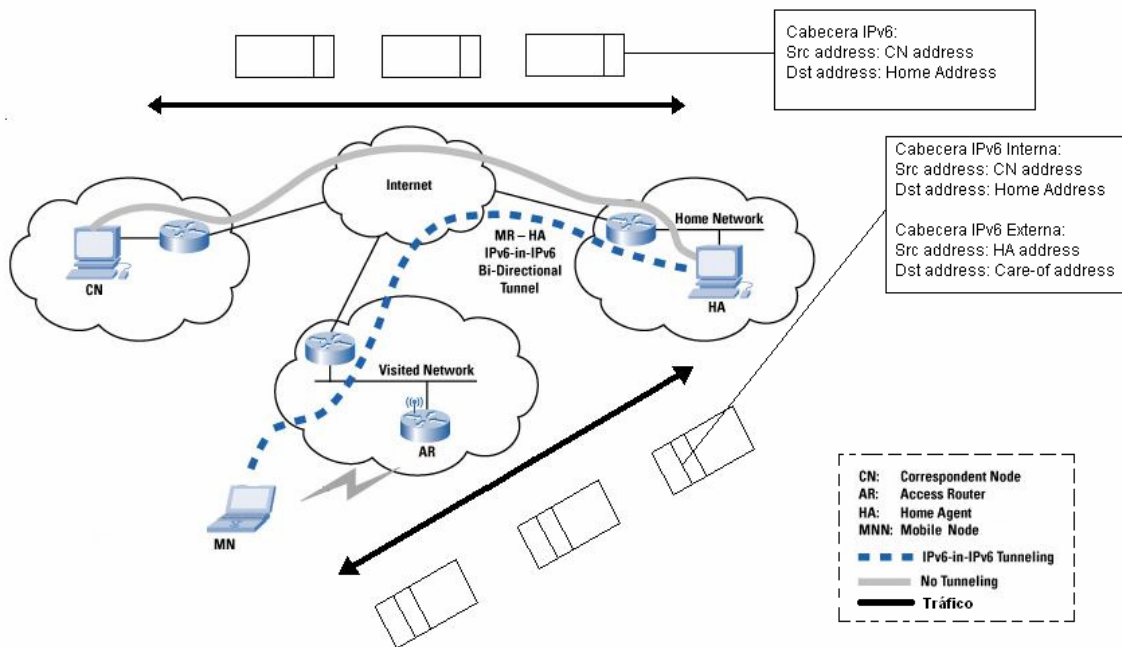 Cabecera IPv6:
Src address: CN address
Dst address: Home Address
Cabecera IPv6 Interna:
Src address: CN address
Dst address: Home Address
Cabecera IPv6 Externa:
Src address: HA address
Dst address: Care-of address
Internet
Home Network
MR – HA
IPv6-in-IPv6
Bi-Directional
Tunnel
CN
HA
Visited Network
AR
MN
CN: Correspondent Node
AR: Access Router
HA: Home Agent
MNN: Mobile Node
IPv6-in-IPv6 Tunneling
No Tunneling
Tráfico